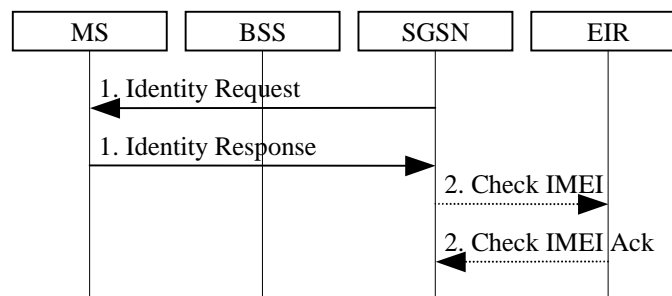 MS
BSS
SGSN
EIR
1. Identity Request
1. Identity Response
2. Check IMEI
2. Check IMEI Ack